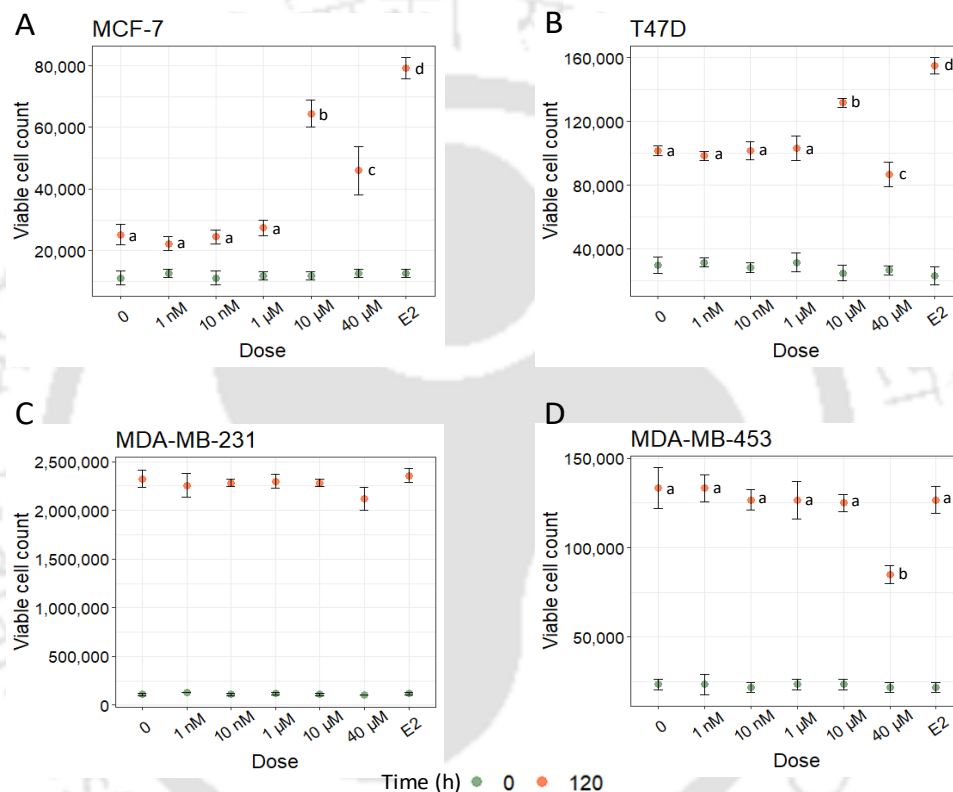 A
MCF-7
Viable cell count
80,000
60,000
40,000
20,000
a
a
a
a
b
c
d
0
1 nM
10 nM
1 µM
10 µM
40 µM
E2
Dose
B
T47D
Viable cell count
160,000
120,000
80,000
40,000
a
a
a
a
b
c
d
0
1 nM
10 nM
1 µM
10 µM
40 µM
E2
Dose
C
MDA-MB-231
Viable cell count
2,500,000
2,000,000
1,500,000
1,000,000
500,000
0
0
1 nM
10 nM
1 µM
10 µM
40 µM
E2
Dose
D
MDA-MB-453
Viable cell count
150,000
100,000
50,000
a
a
a
a
a
b
a
0
1 nM
10 nM
1 µM
10 µM
40 µM
E2
Dose
Time (h) 0 120